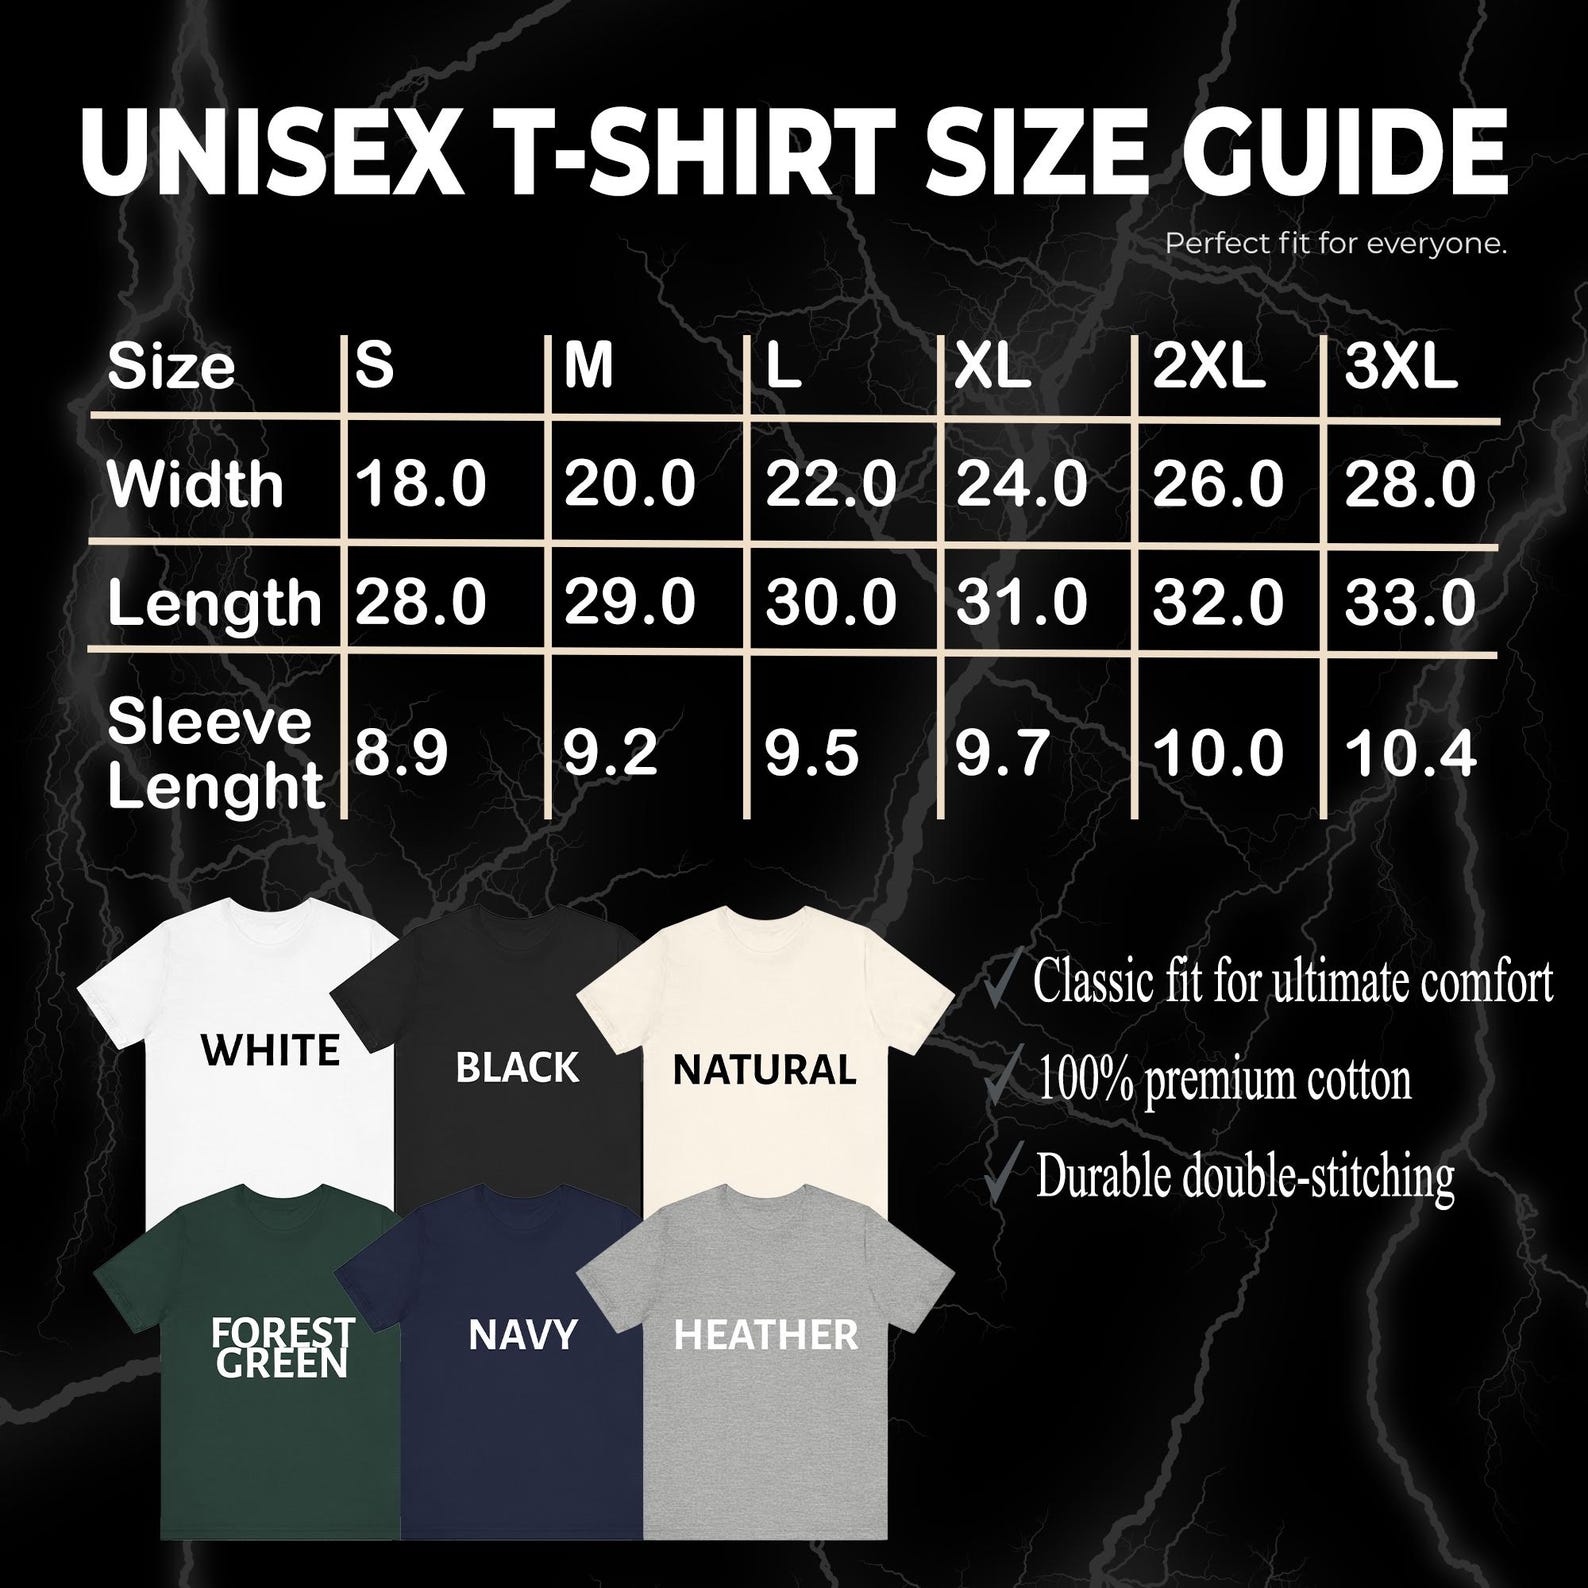 UNISEX T-SHIRT SIZE GUIDE
Perfect fit for everyone.
Size S M L XL 2XL 3XL
Width 18.0 20.0 22.0 24.0 26.0 28.0
Length 28.0 29.0 30.0 31.0 32.0 33.0
Sleeve
Lenght 8.9 9.2 9.5 9.7 10.0 10.4
WHITE
BLACK
NATURAL
✓ Classic fit for ultimate comfort
✓ 100% premium cotton
✓ Durable double-stitching
FOREST
GREEN
NAVY
HEATHER